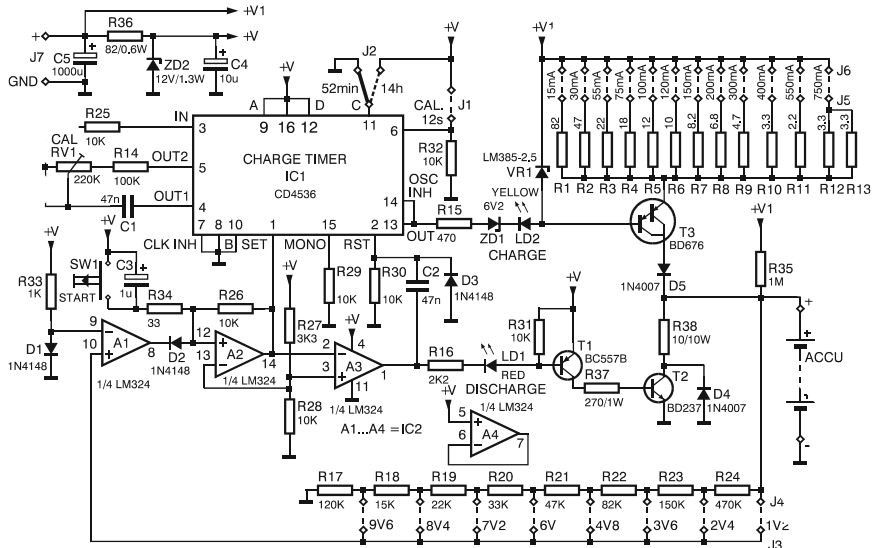 +V1
R36
+V
+
J7
C5
1000u
82/0.6W
ZD2
12V/1.3W
C4
10u
GND
+V
J2
52min
14h
C
+V
J1
CAL.
12s
+V1
15mA
30mA
55mA
75mA
100mA
120mA
150mA
200mA
300mA
400mA
550mA
750mA
J6
J5
R25
10K
IN
3
A
D
9
16
12
11
6
CAL
RV1
220K
R14
100K
OUT2
5
CHARGE TIMER
IC1
CD4536
R32
10K
OSC
INH
14
47n
C1
OUT1
4
13
OUT
7
8
10
1
15
2
CLK INH
B
SET
MONO
RST
LM385-2.5
VR1
82
47
22
18
12
10
8.2
6.8
4.7
3.3
2.2
3.3
3.3
R1
R2
R3
R4
R5
R6
R7
R8
R9
R10
R11
R12
R13
R15
470
6V2
ZD1
YELLOW
LD2
CHARGE
T3
BD676
+V1
+V
R33
1K
SW1
START
+V
C3
1u
R34
33
R26
10K
R29
10K
R30
10K
C2
47n
D3
1N4148
D5
1N4007
R35
1M
+V
R27
3K3
+V
+V
R31
10K
T1
BC557B
R38
10/10W
+
ACCU
-
D1
1N4148
9
10
A1
8
D2
1N4148
1/4 LM324
12
13
A2
14
1/4 LM324
2
3
A3
4
11
1
1/4 LM324
R16
2K2
LD1
RED
DISCHARGE
R37
270/1W
T2
BD237
D4
1N4007
R28
10K
A1...A4 =IC2
+V
1/4 LM324
5
6
A4
7
R17
R18
R19
R20
R21
R22
R23
R24
120K
15K
22K
33K
47K
82K
150K
470K
J4
9V6
8V4
7V2
6V
4V8
3V6
2V4
1V2
J3